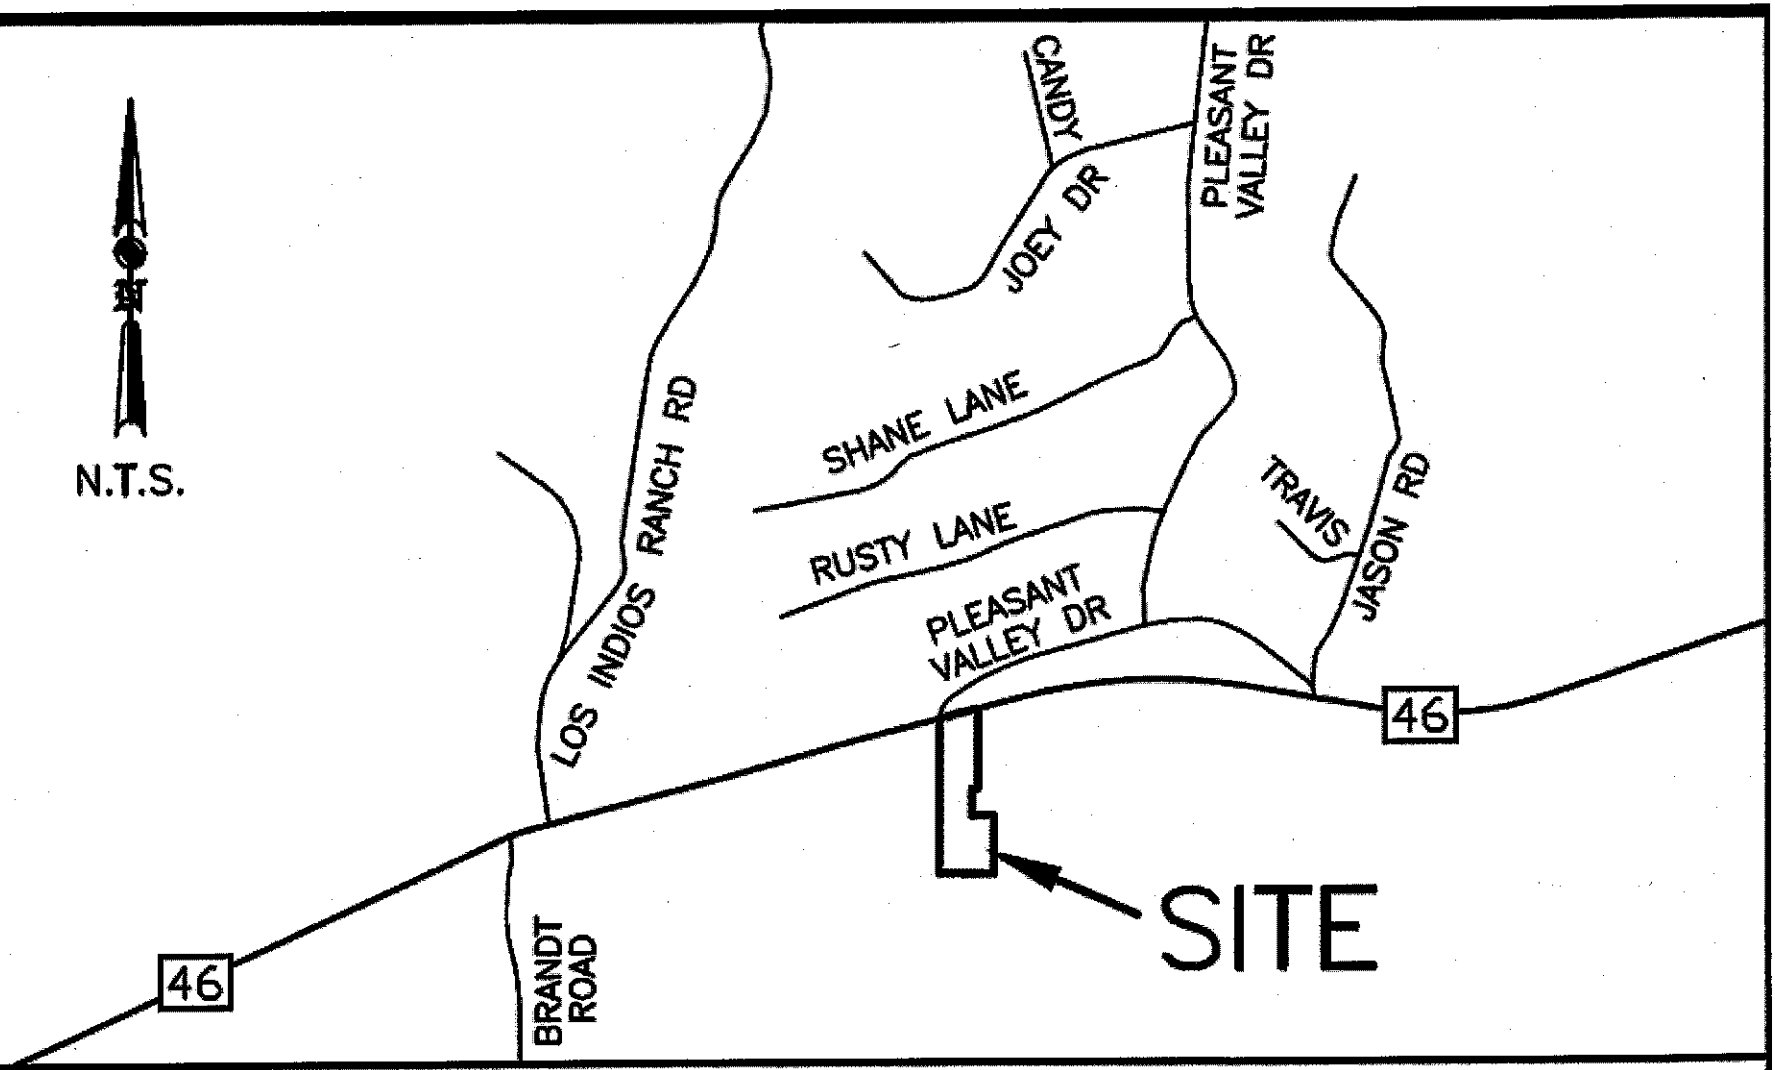 CANDY
PLEASANT
VALLEY DR
JOEY DR
N
N.T.S.
LOS INDIOS RANCH RD
SHANE LANE
RUSTY LANE
PLEASANT
VALLEY DR
TRAVIS
JASON RD
46
46
BRANDT
ROAD
SITE